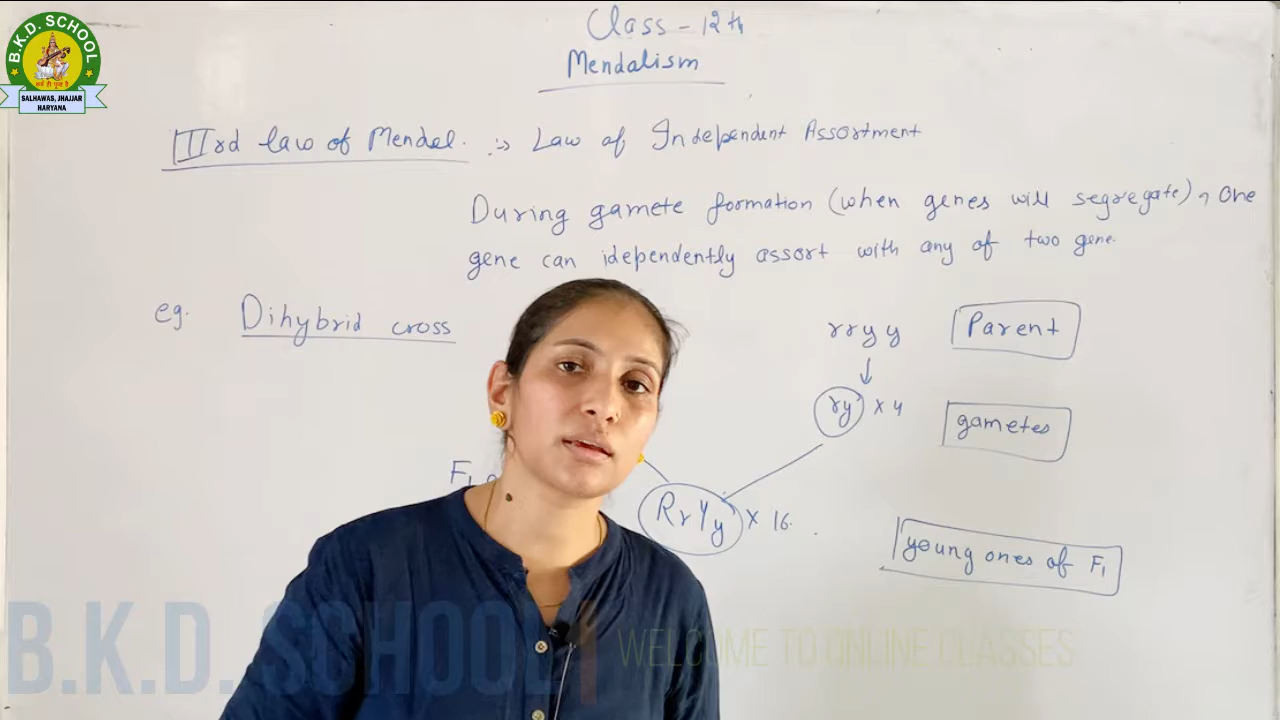 B.K.D. SCHOOL
SALHAWAS, JHAJJAR
HARYANA
Class - 12th
Mendalism
IIIrd law of Mendel. :-> Law of Independent Assortment
During gamete formation (when genes will segregate), one
gene can idependently assort with any of two gene.
eg. Dihybrid cross
rryy Parent
ry x 4 gametes
F1
RrYy x 16.
young ones of F1
B.K.D. SCHOOL | WELCOME TO ONLINE CLASSES